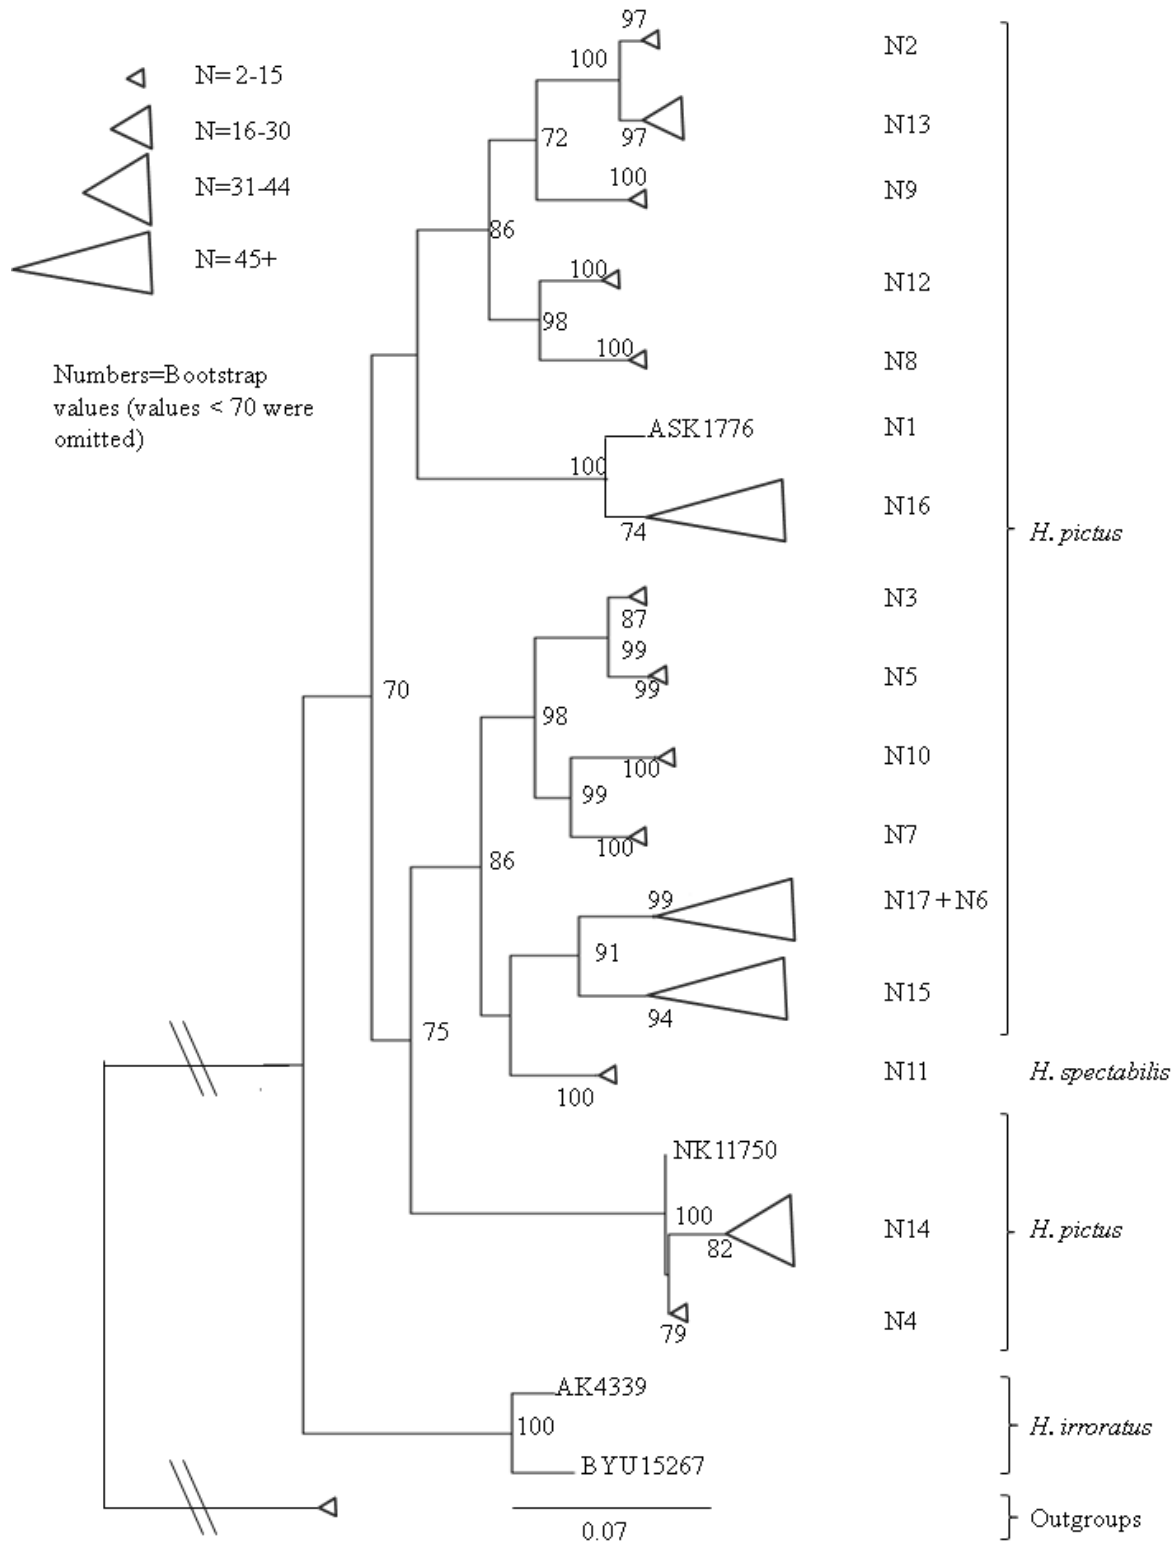 97
N2
100
N= 2-15
N=16-30
N13
97
72
N=31-44
100
N9
86
N= 45+
100
N12
98
100
N8
Numbers=Bootstrap
values (values < 70 were
omitted)
ASK1776
N1
100
N16
74
H. pictus
N3
87
99
N5
99
70
98
N10
100
99
N7
100
86
99
N17 + N6
91
N15
94
75
N11
H. spectabilis
100
NK11750
100
N14
H. pictus
82
N4
79
AK4339
100
H. irroratus
BYU15267
Outgroups
0.07